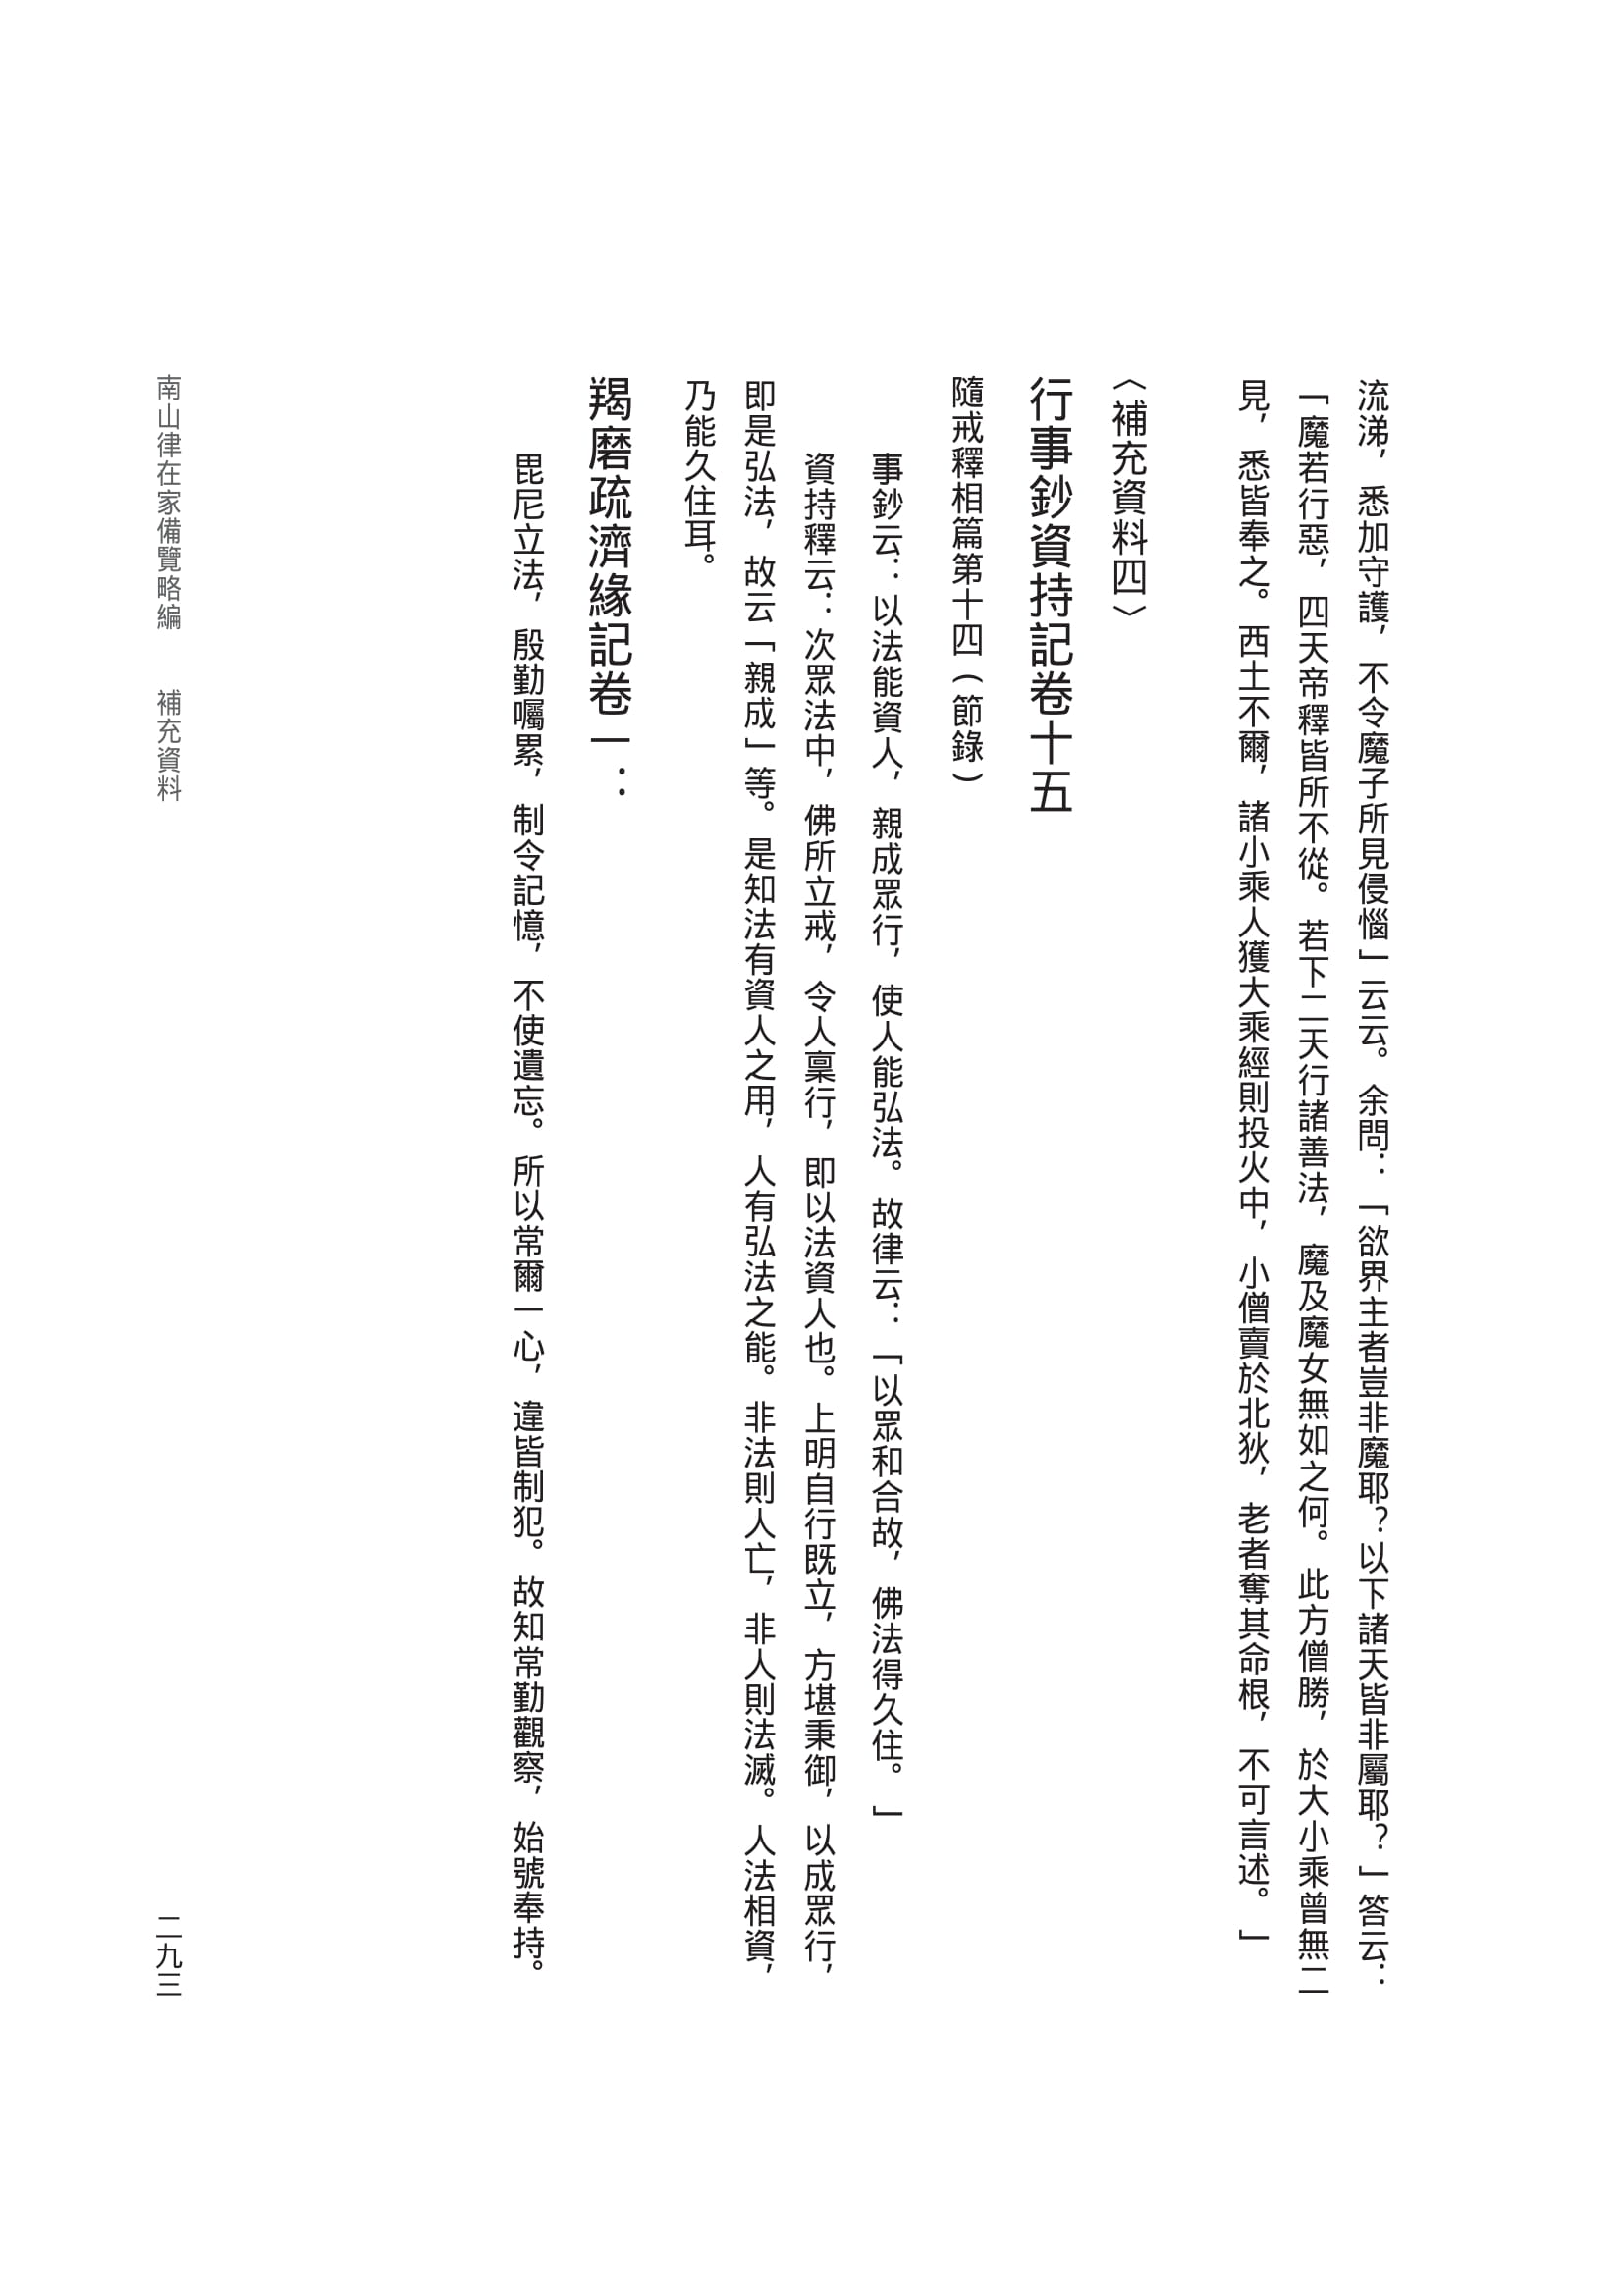 流涕，悉加守護，不令魔子所見侵惱」云云。余問：「欲界主者豈非魔耶？以下諸天皆非屬耶？」答云：
「魔若行惡，四天帝釋皆所不從。若下二天行諸善法，魔及魔女無如之何。此方僧勝，於大小乘曾無二
見，悉皆奉之。西土不爾，諸小乘人獲大乘經則投火中，小僧賣於北狄，老者奪其命根，不可言述。」
〈補充資料四〉
行事鈔資持記卷十五
隨戒釋相篇第十四（節錄）
事鈔云：以法能資人，親成眾行，使人能弘法。故律云：「以眾和合故，佛法得久住。」
資持釋云：次眾法中，佛所立戒，令人稟行，即以法資人也。上明自行既立，方堪秉御，以成眾行，
即是弘法，故云「親成」等。是知法有資人之用，人有弘法之能。非法則人亡，非人則法滅。人法相資，
乃能久住耳。
羯磨疏濟緣記卷一：
毘尼立法，殷勤囑累，制令記憶，不使遺忘。所以常爾一心，違皆制犯。故知常勤觀察，始號奉持。
南山律在家備覽略編　補充資料
二九三